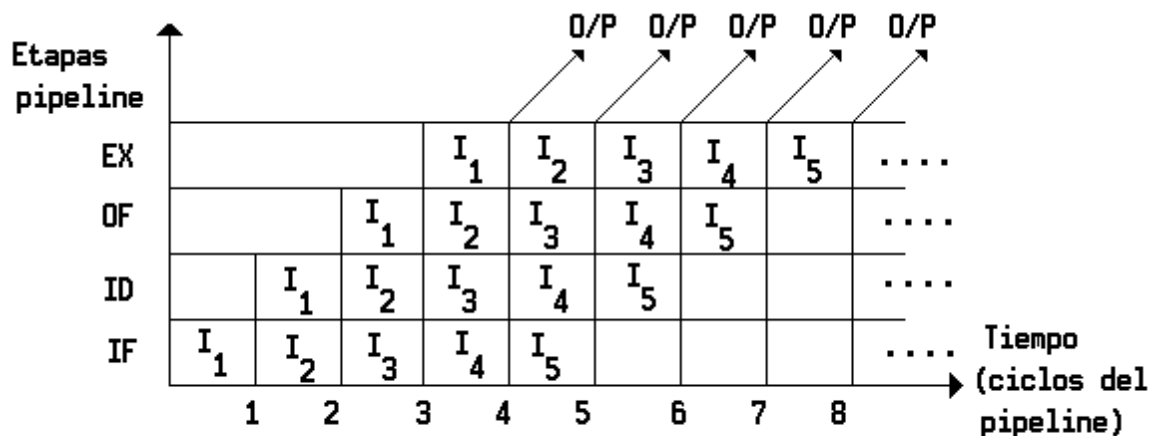 O/P O/P O/P O/P O/P
Etapas
pipeline
EX I1 I2 I3 I4 I5 ....
OF I1 I2 I3 I4 I5 ....
ID I1 I2 I3 I4 I5 ....
IF I1 I2 I3 I4 I5 ....
Tiempo
(ciclos del
pipeline)
1 2 3 4 5 6 7 8